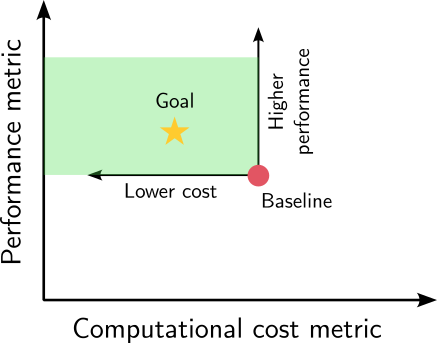 Performance metric
Goal
Higher
performance
Lower cost
Baseline
Computational cost metric